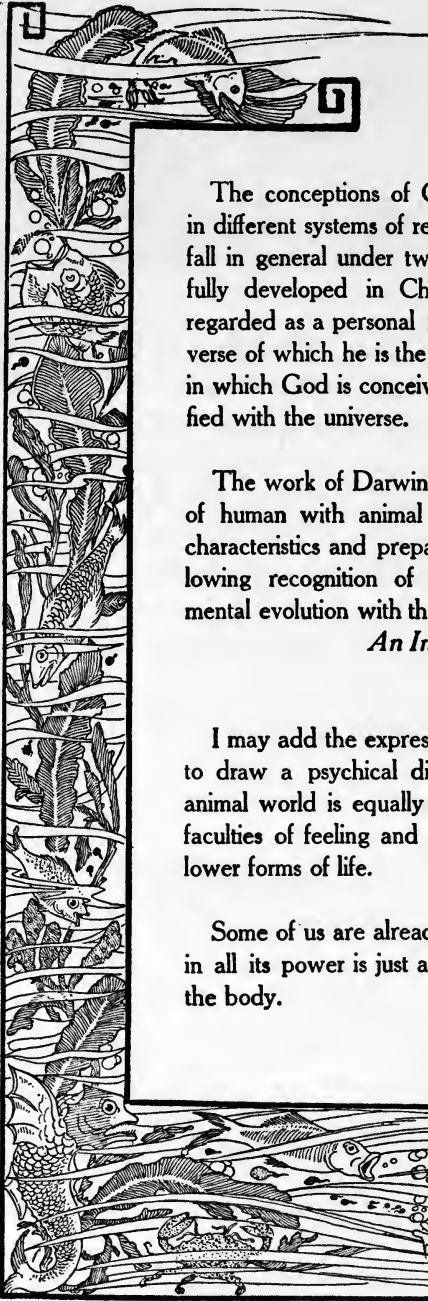 The conceptions of
in different systems of re
fall in general under tw
fully developed in Ch
regarded as a personal
verse of which he is the
in which God is conceiv
fied with the universe.
The work of Darwin
of human with animal
characteristics and prepa
lowing recognition of
mental evolution with th
An In
I may add the expres
to draw a psychical di
animal world is equally
faculties of feeling and
lower forms of life.
Some of us are alread
in all its power is just a
the body.